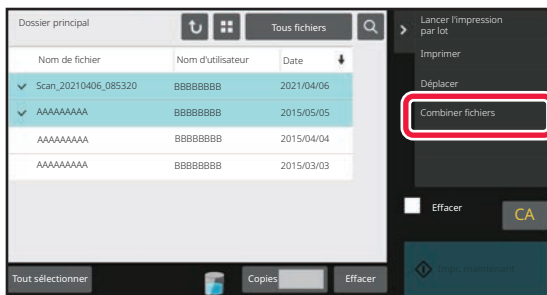 Dossier principal
Tous fichiers
Nom de fichier Nom d'utilisateur Date
Scan_20210406_085320 BBBBBBBB 2021/04/06
AAAAAAAAA BBBBBBBB 2015/05/05
AAAAAAAAA BBBBBBBB 2015/04/04
AAAAAAAAA BBBBBBBB 2015/03/03
Tout sélectionner
Copies
Effacer
Lancer l'impression
par lot
Imprimer
Déplacer
Combiner fichiers
Effacer
CA
Impr. maintenant